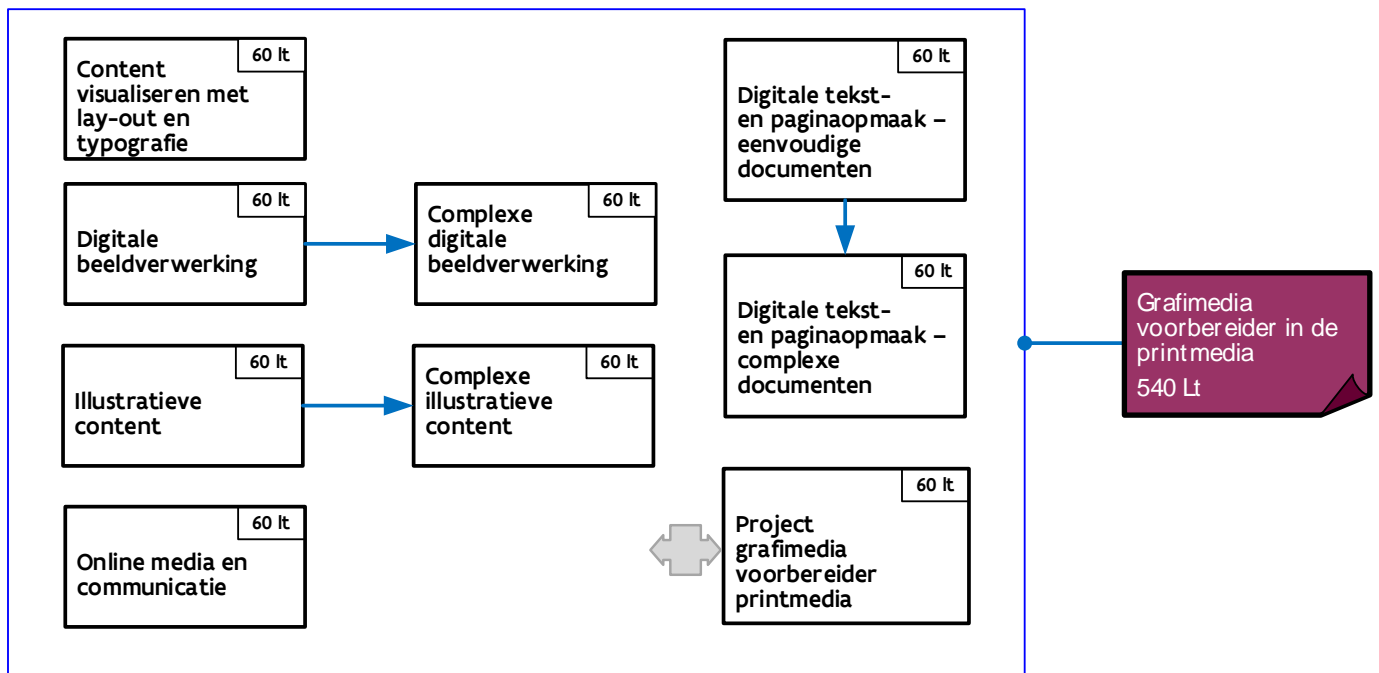 60 lt
Content
visualiseren met
lay-out en
typografie
60 lt
Digitale tekst-
en paginaopmaak –
eenvoudige
documenten
60 lt
Digitale
beeldverwerking
60 lt
Complexe
digitale
beeldverwerking
60 lt
Digitale tekst-
en paginaopmaak –
complexe
documenten
Grafimedia
voorbereider in de
printmedia
540 Lt
60 lt
Illustratieve
content
60 lt
Complexe
illustratieve
content
60 lt
Online media en
communicatie
60 lt
Project
grafimedia
voorbereider
printmedia